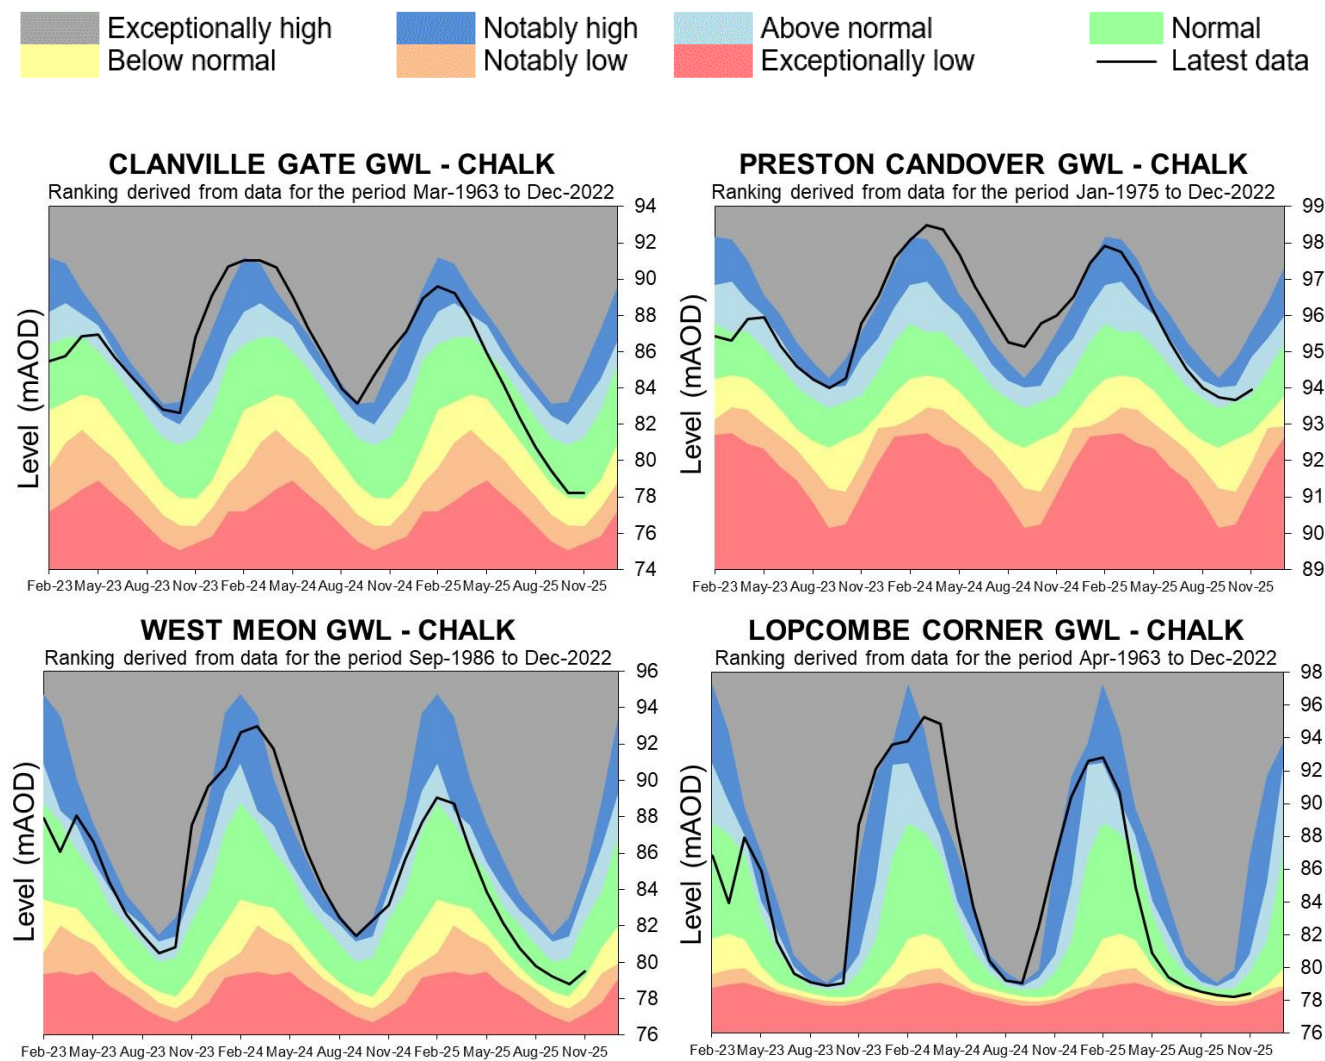 Exceptionally high Notably high Above normal Normal
Below normal Notably low Exceptionally low Latest data
CLANVILLE GATE GWL - CHALK
Ranking derived from data for the period Mar-1963 to Dec-2022
Level (mAOD)
94
92
90
88
86
84
82
80
78
76
74
Feb-23 May-23 Aug-23 Nov-23 Feb-24 May-24 Aug-24 Nov-24 Feb-25 May-25 Aug-25 Nov-25
PRESTON CANDOVER GWL - CHALK
Ranking derived from data for the period Jan-1975 to Dec-2022
Level (mAOD)
99
98
97
96
95
94
93
92
91
90
89
Feb-23 May-23 Aug-23 Nov-23 Feb-24 May-24 Aug-24 Nov-24 Feb-25 May-25 Aug-25 Nov-25
WEST MEON GWL - CHALK
Ranking derived from data for the period Sep-1986 to Dec-2022
Level (mAOD)
96
94
92
90
88
86
84
82
80
78
76
Feb-23 May-23 Aug-23 Nov-23 Feb-24 May-24 Aug-24 Nov-24 Feb-25 May-25 Aug-25 Nov-25
LOPCOMBE CORNER GWL - CHALK
Ranking derived from data for the period Apr-1963 to Dec-2022
Level (mAOD)
98
96
94
92
90
88
86
84
82
80
78
76
Feb-23 May-23 Aug-23 Nov-23 Feb-24 May-24 Aug-24 Nov-24 Feb-25 May-25 Aug-25 Nov-25